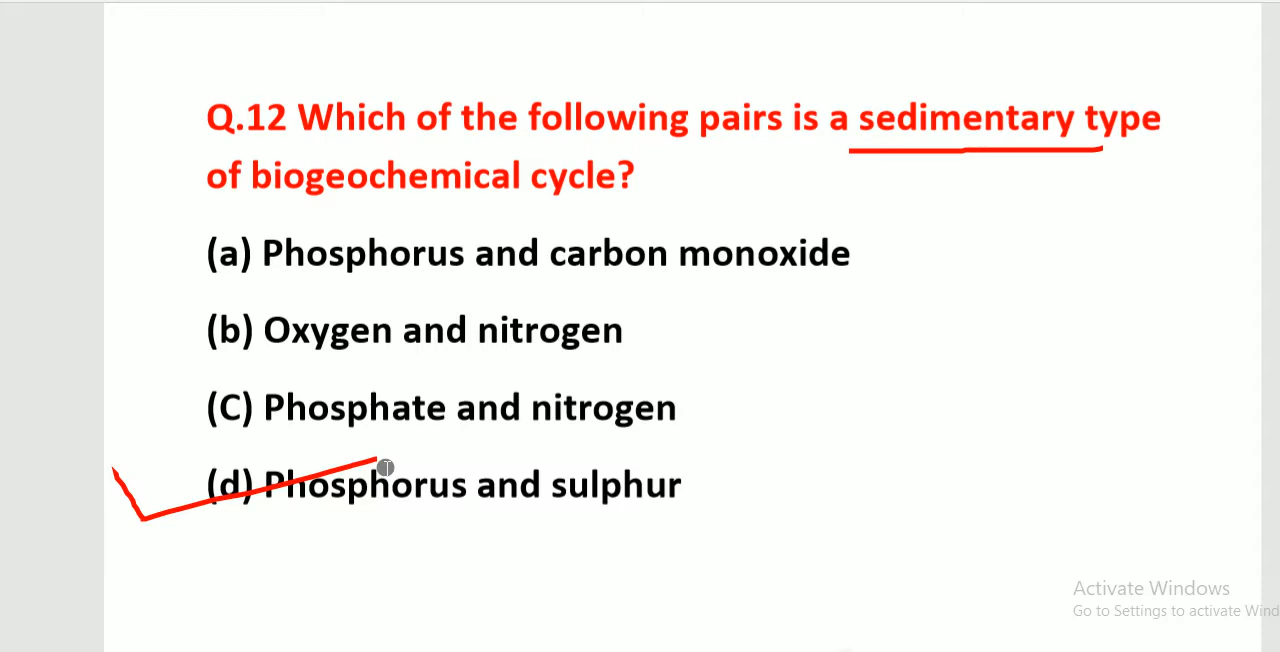 Q.12 Which of the following pairs is a sedimentary type
of biogeochemical cycle?
(a) Phosphorus and carbon monoxide
(b) Oxygen and nitrogen
(C) Phosphate and nitrogen
(d) Phosphorus and sulphur
Activate Windows
Go to Settings to activate Wind